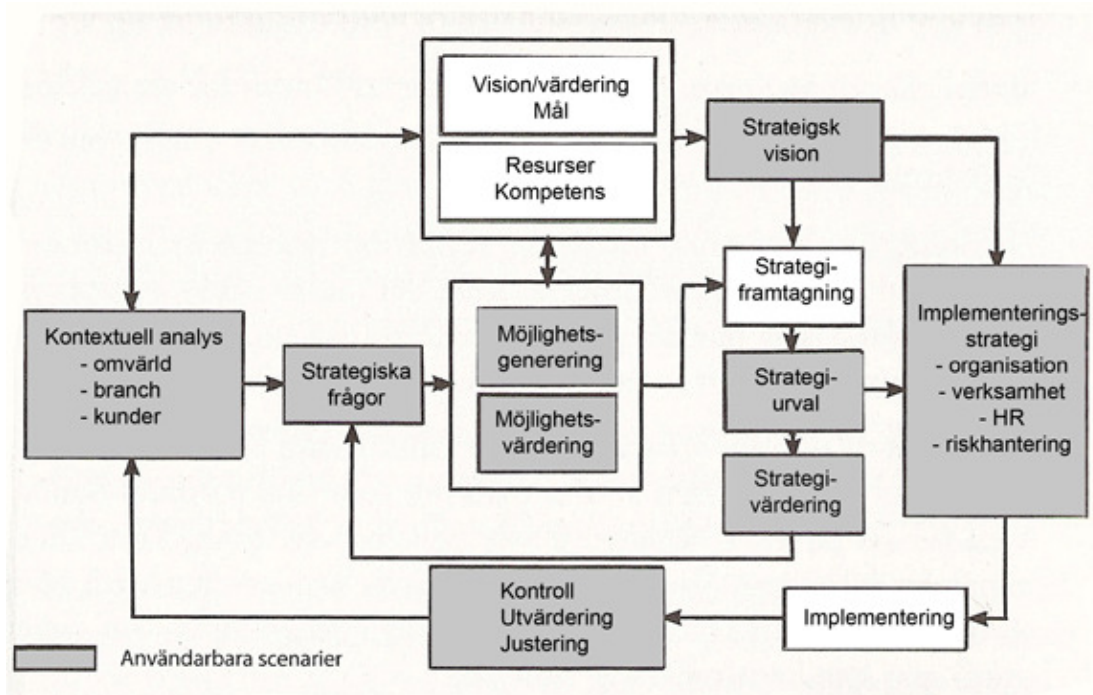 Vision/värdering
Mål
Resurser
Kompetens
Strateigsk
vision
Strategi-
framtagning
Kontextuell analys
- omvärld
- branch
- kunder
Strategiska
frågor
Möjlighets-
generering
Möjlighets-
värdering
Strategi-
urval
Strategi-
värdering
Implementerings-
strategi
- organisation
- verksamhet
- HR
- riskhantering
Kontroll
Utvärdering
Justering
Implementering
Användarbara scenarier